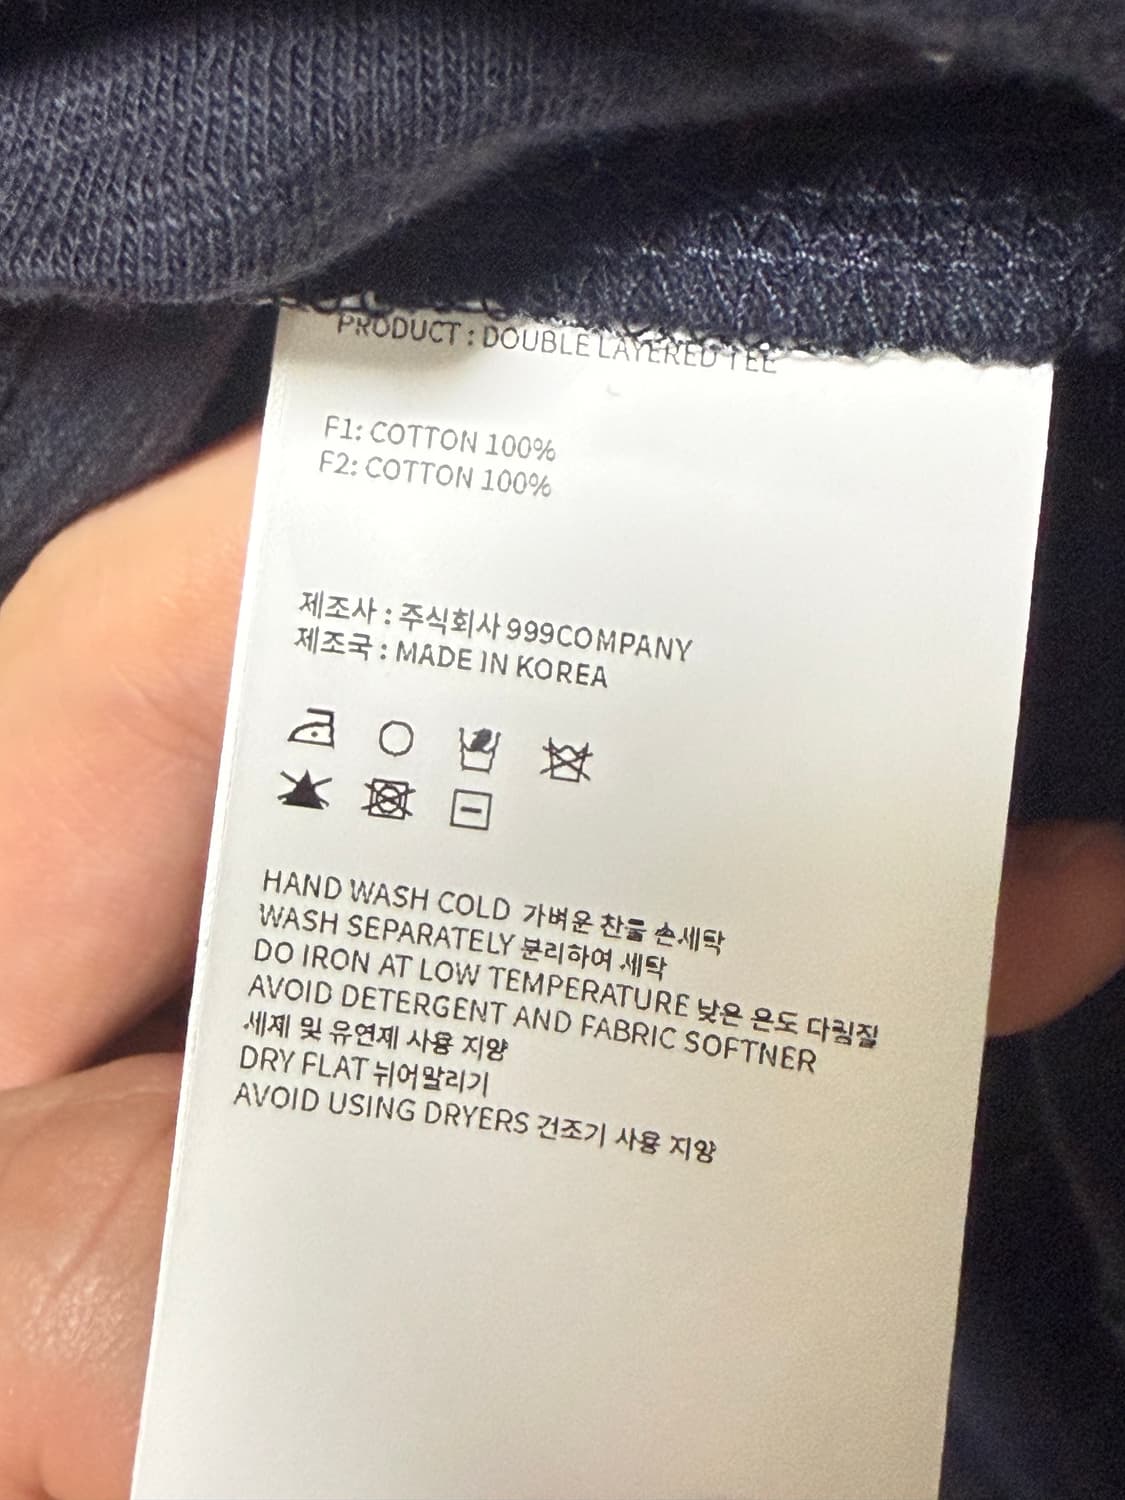 PRODUCT : DOUBLE LAYERED TEE
F1: COTTON 100%
F2: COTTON 100%
제조사 : 주식회사 999COMPANY
제조국 : MADE IN KOREA
HAND WASH COLD 가벼운 찬물 손세탁
WASH SEPARATELY 분리하여 세탁
DO IRON AT LOW TEMPERATURE 낮은 온도 다림질
AVOID DETERGENT AND FABRIC SOFTNER
세제 및 유연제 사용 지양
DRY FLAT 뉘어말리기
AVOID USING DRYERS 건조기 사용 지양